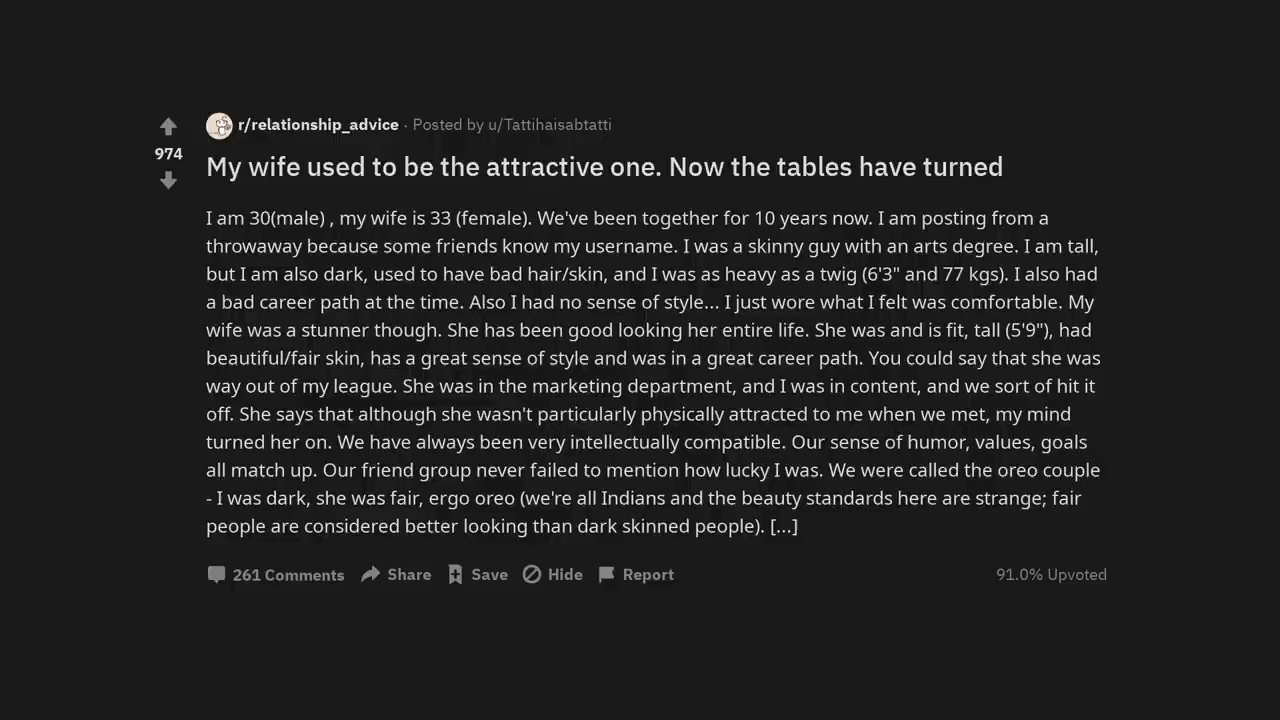 r/relationship_advice · Posted by u/Tattihaisabtatti
974
My wife used to be the attractive one. Now the tables have turned
I am 30(male) , my wife is 33 (female). We've been together for 10 years now. I am posting from a
throwaway because some friends know my username. I was a skinny guy with an arts degree. I am tall,
but I am also dark, used to have bad hair/skin, and I was as heavy as a twig (6'3" and 77 kgs). I also had
a bad career path at the time. Also I had no sense of style... I just wore what I felt was comfortable. My
wife was a stunner though. She has been good looking her entire life. She was and is fit, tall (5'9"), had
beautiful/fair skin, has a great sense of style and was in a great career path. You could say that she was
way out of my league. She was in the marketing department, and I was in content, and we sort of hit it
off. She says that although she wasn't particularly physically attracted to me when we met, my mind
turned her on. We have always been very intellectually compatible. Our sense of humor, values, goals
all match up. Our friend group never failed to mention how lucky I was. We were called the oreo couple
- I was dark, she was fair, ergo oreo (we're all Indians and the beauty standards here are strange; fair
people are considered better looking than dark skinned people). [...]
261 Comments Share Save Hide Report 91.0% Upvoted